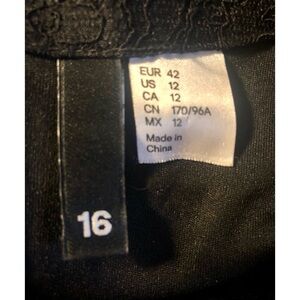 EUR 42
US 12
CA 12
CN 170/96A
MX 12
Made in
China
16